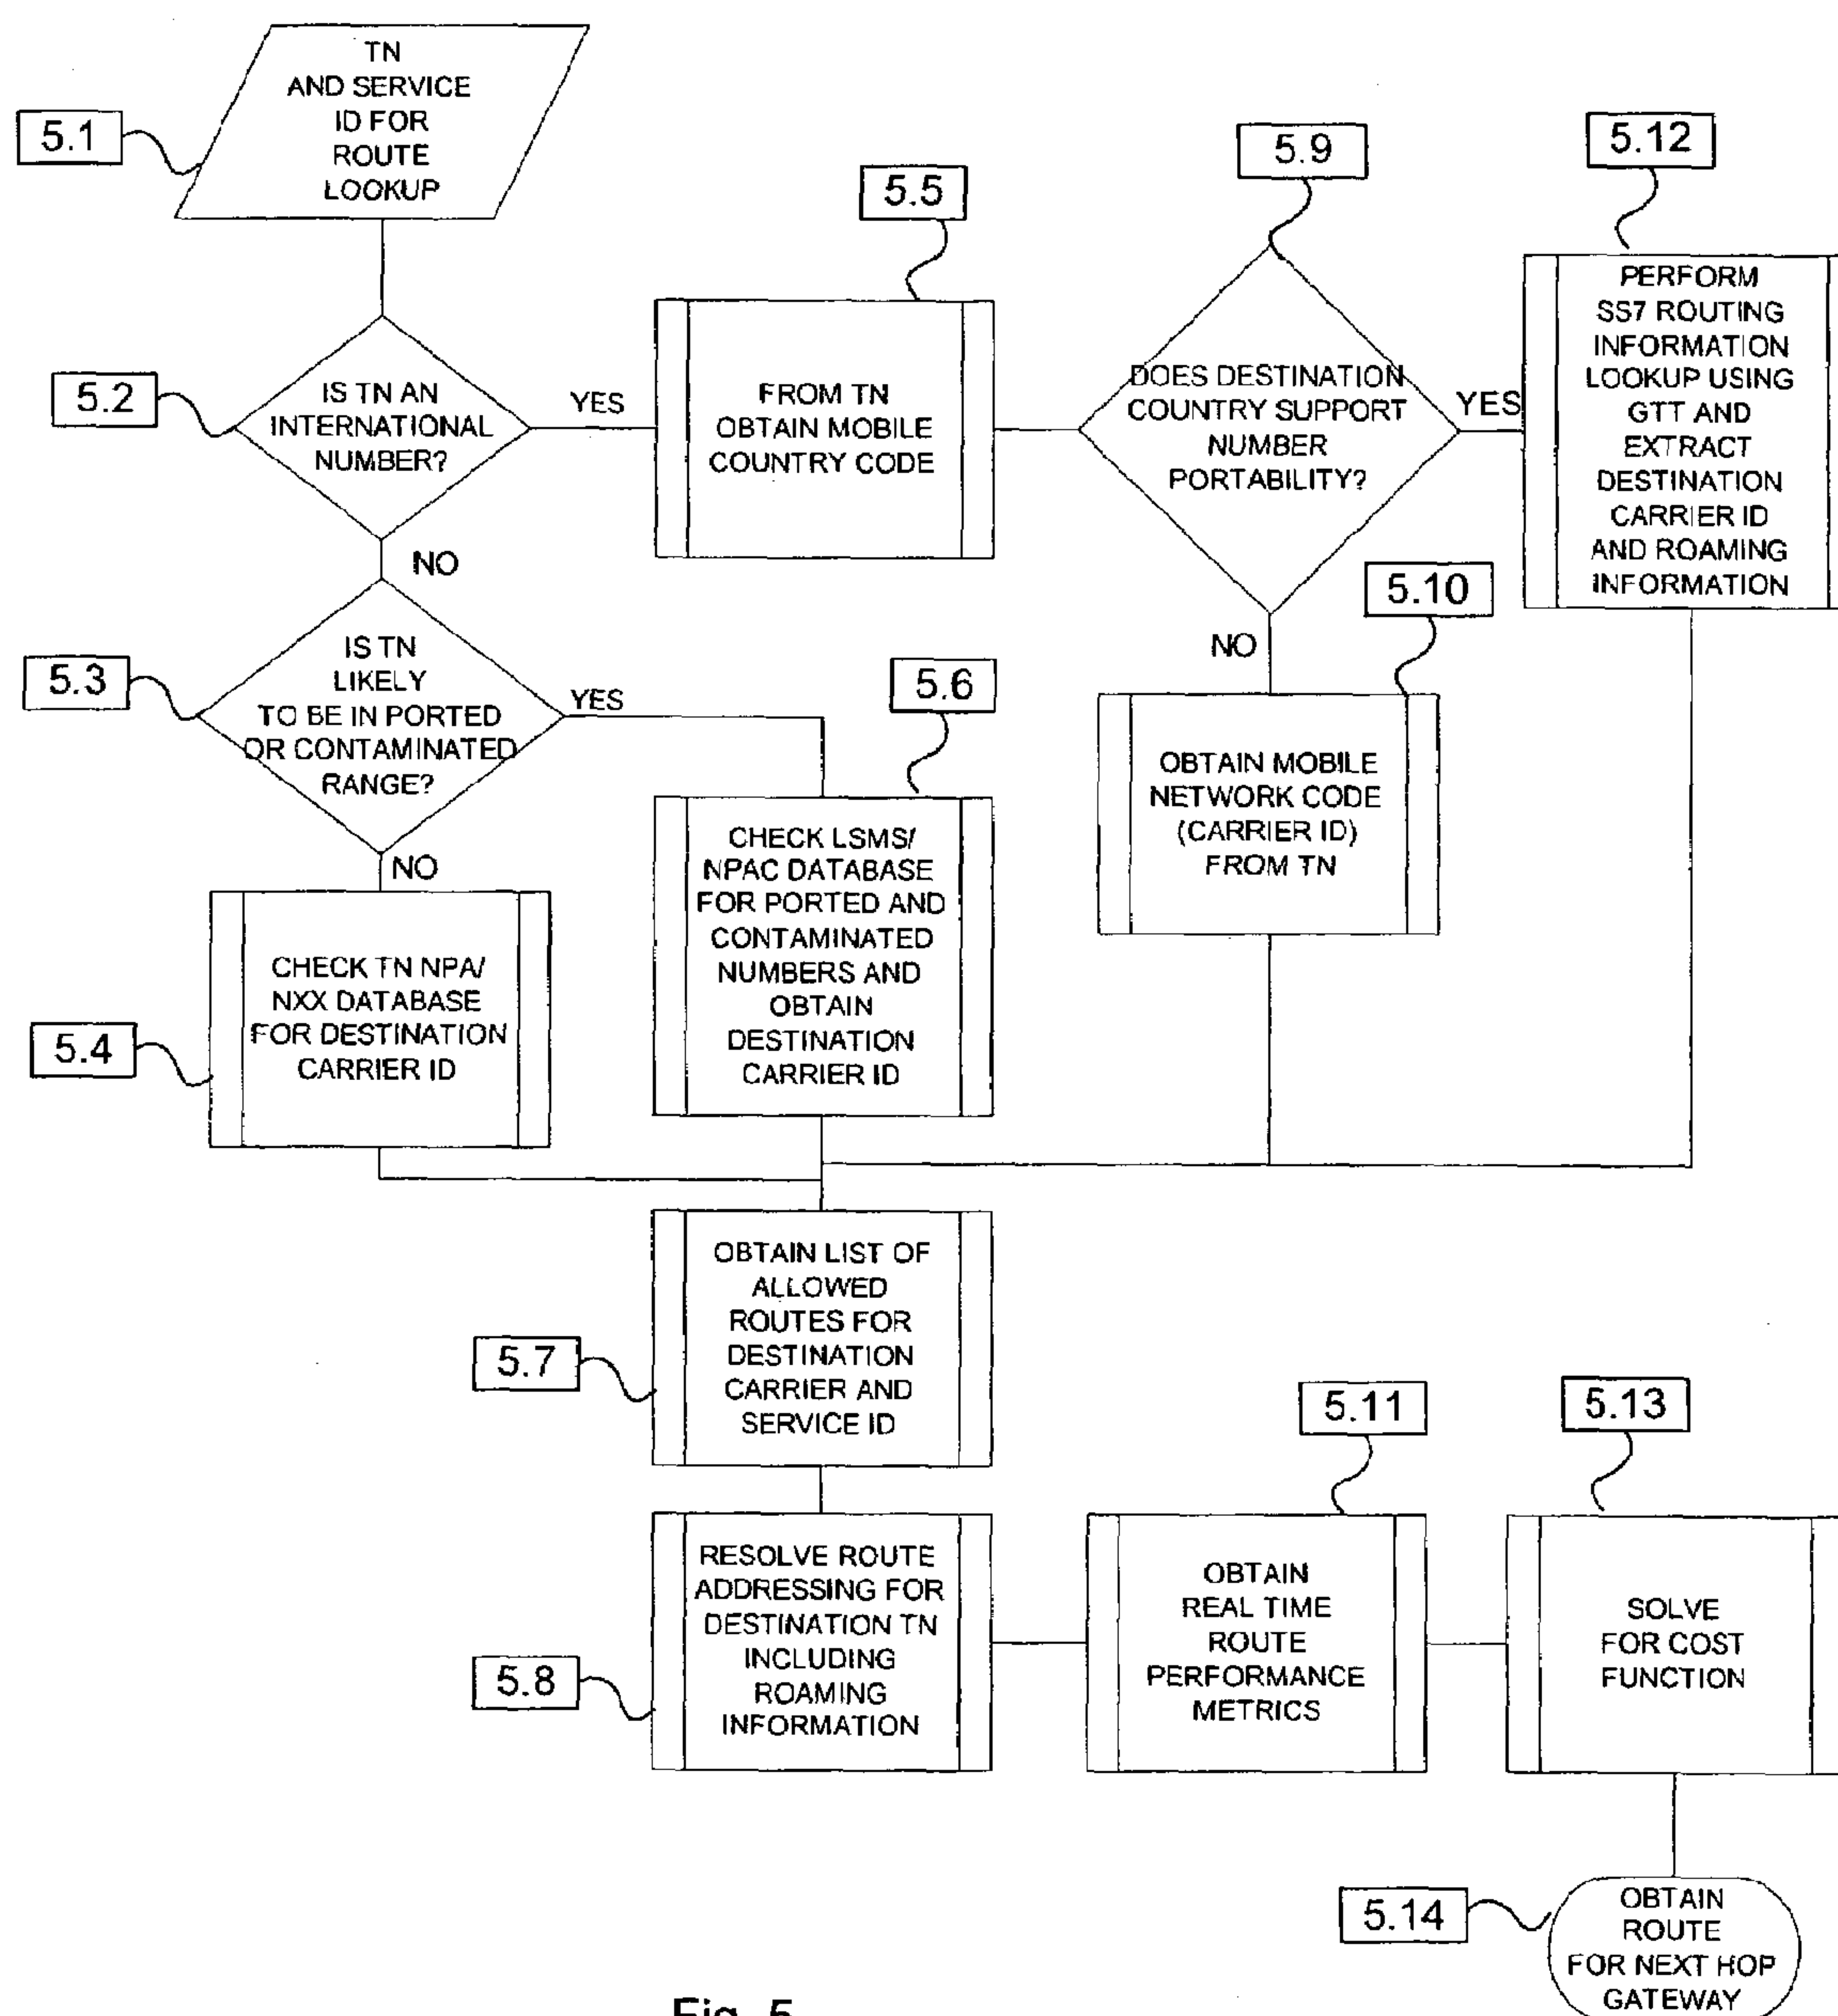 5.1
TN
AND SERVICE
ID FOR
ROUTE
LOOKUP
5.2
IS TN AN
INTERNATIONAL
NUMBER?
YES
NO
5.5
FROM TN
OBTAIN MOBILE
COUNTRY CODE
5.9
DOES DESTINATION
COUNTRY SUPPORT
NUMBER
PORTABILITY?
YES
NO
5.12
PERFORM
SS7 ROUTING
INFORMATION
LOOKUP USING
GTT AND
EXTRACT
DESTINATION
CARRIER ID
AND ROAMING
INFORMATION
5.10
OBTAIN MOBILE
NETWORK CODE
(CARRIER ID)
FROM TN
5.3
IS TN
LIKELY
TO BE IN PORTED
OR CONTAMINATED
RANGE?
YES
NO
5.6
CHECK LSMS/
NPAC DATABASE
FOR PORTED AND
CONTAMINATED
NUMBERS AND
OBTAIN
DESTINATION
CARRIER ID
5.4
CHECK TN NPA/
NXX DATABASE
FOR DESTINATION
CARRIER ID
5.7
OBTAIN LIST OF
ALLOWED
ROUTES FOR
DESTINATION
CARRIER AND
SERVICE ID
5.8
RESOLVE ROUTE
ADDRESSING FOR
DESTINATION TN
INCLUDING
ROAMING
INFORMATION
5.11
OBTAIN
REAL TIME
ROUTE
PERFORMANCE
METRICS
5.13
SOLVE
FOR COST
FUNCTION
5.14
OBTAIN
ROUTE
FOR NEXT HOP
GATEWAY
Fig. 5